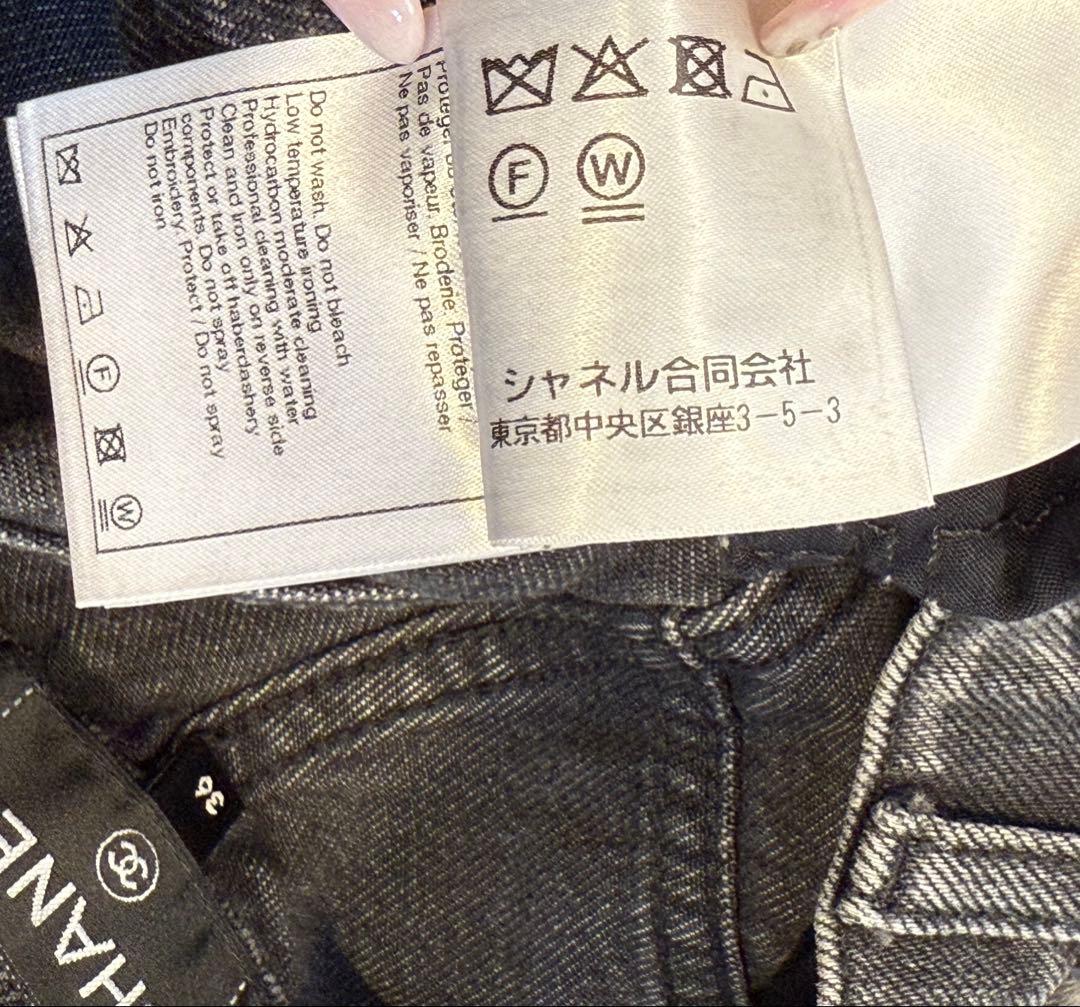 Do not wash. Do not bleach
Low temperature ironing
Hydrocarbon moderate cleaning
Professional cleaning with water
Clean and iron only on reverse side
Protect or take off haberdashery
components. Do not spray
Embroidery. Protect / Do not spray
Do not iron
Pas de vapeur. Broderie. Protéger /
Ne pas vaporiser / Ne pas repasser
F
W
F
W
シャネル合同会社
東京都中央区銀座3-5-3
36
HANE